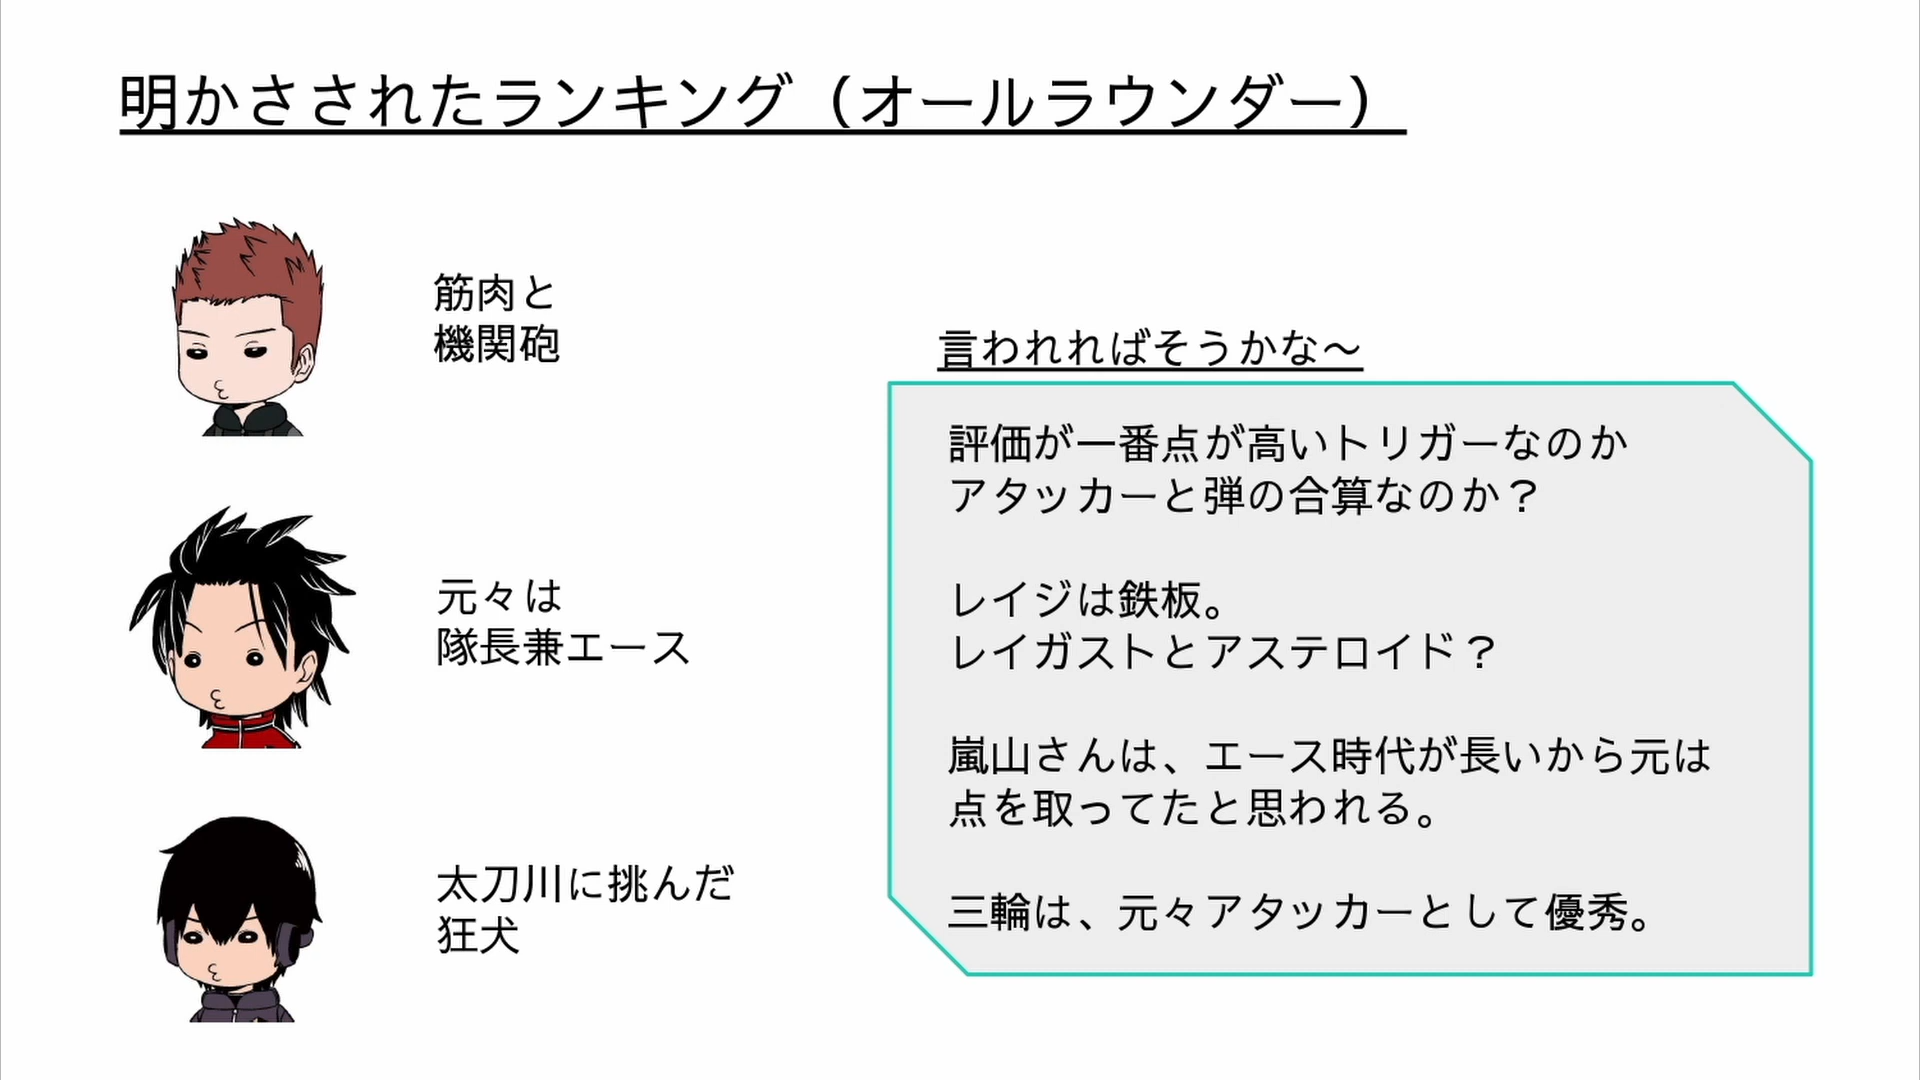 明かさされたランキング（オールラウンダー）
筋肉と
機関砲
元々は
隊長兼エース
太刀川に挑んだ
狂犬
言われればそうかな～
評価が一番点が高いトリガーなのか
アタッカーと弾の合算なのか？
レイジは鉄板。
レイガストとアステロイド？
嵐山さんは、エース時代が長いから元は
点を取ってたと思われる。
三輪は、元々アタッカーとして優秀。